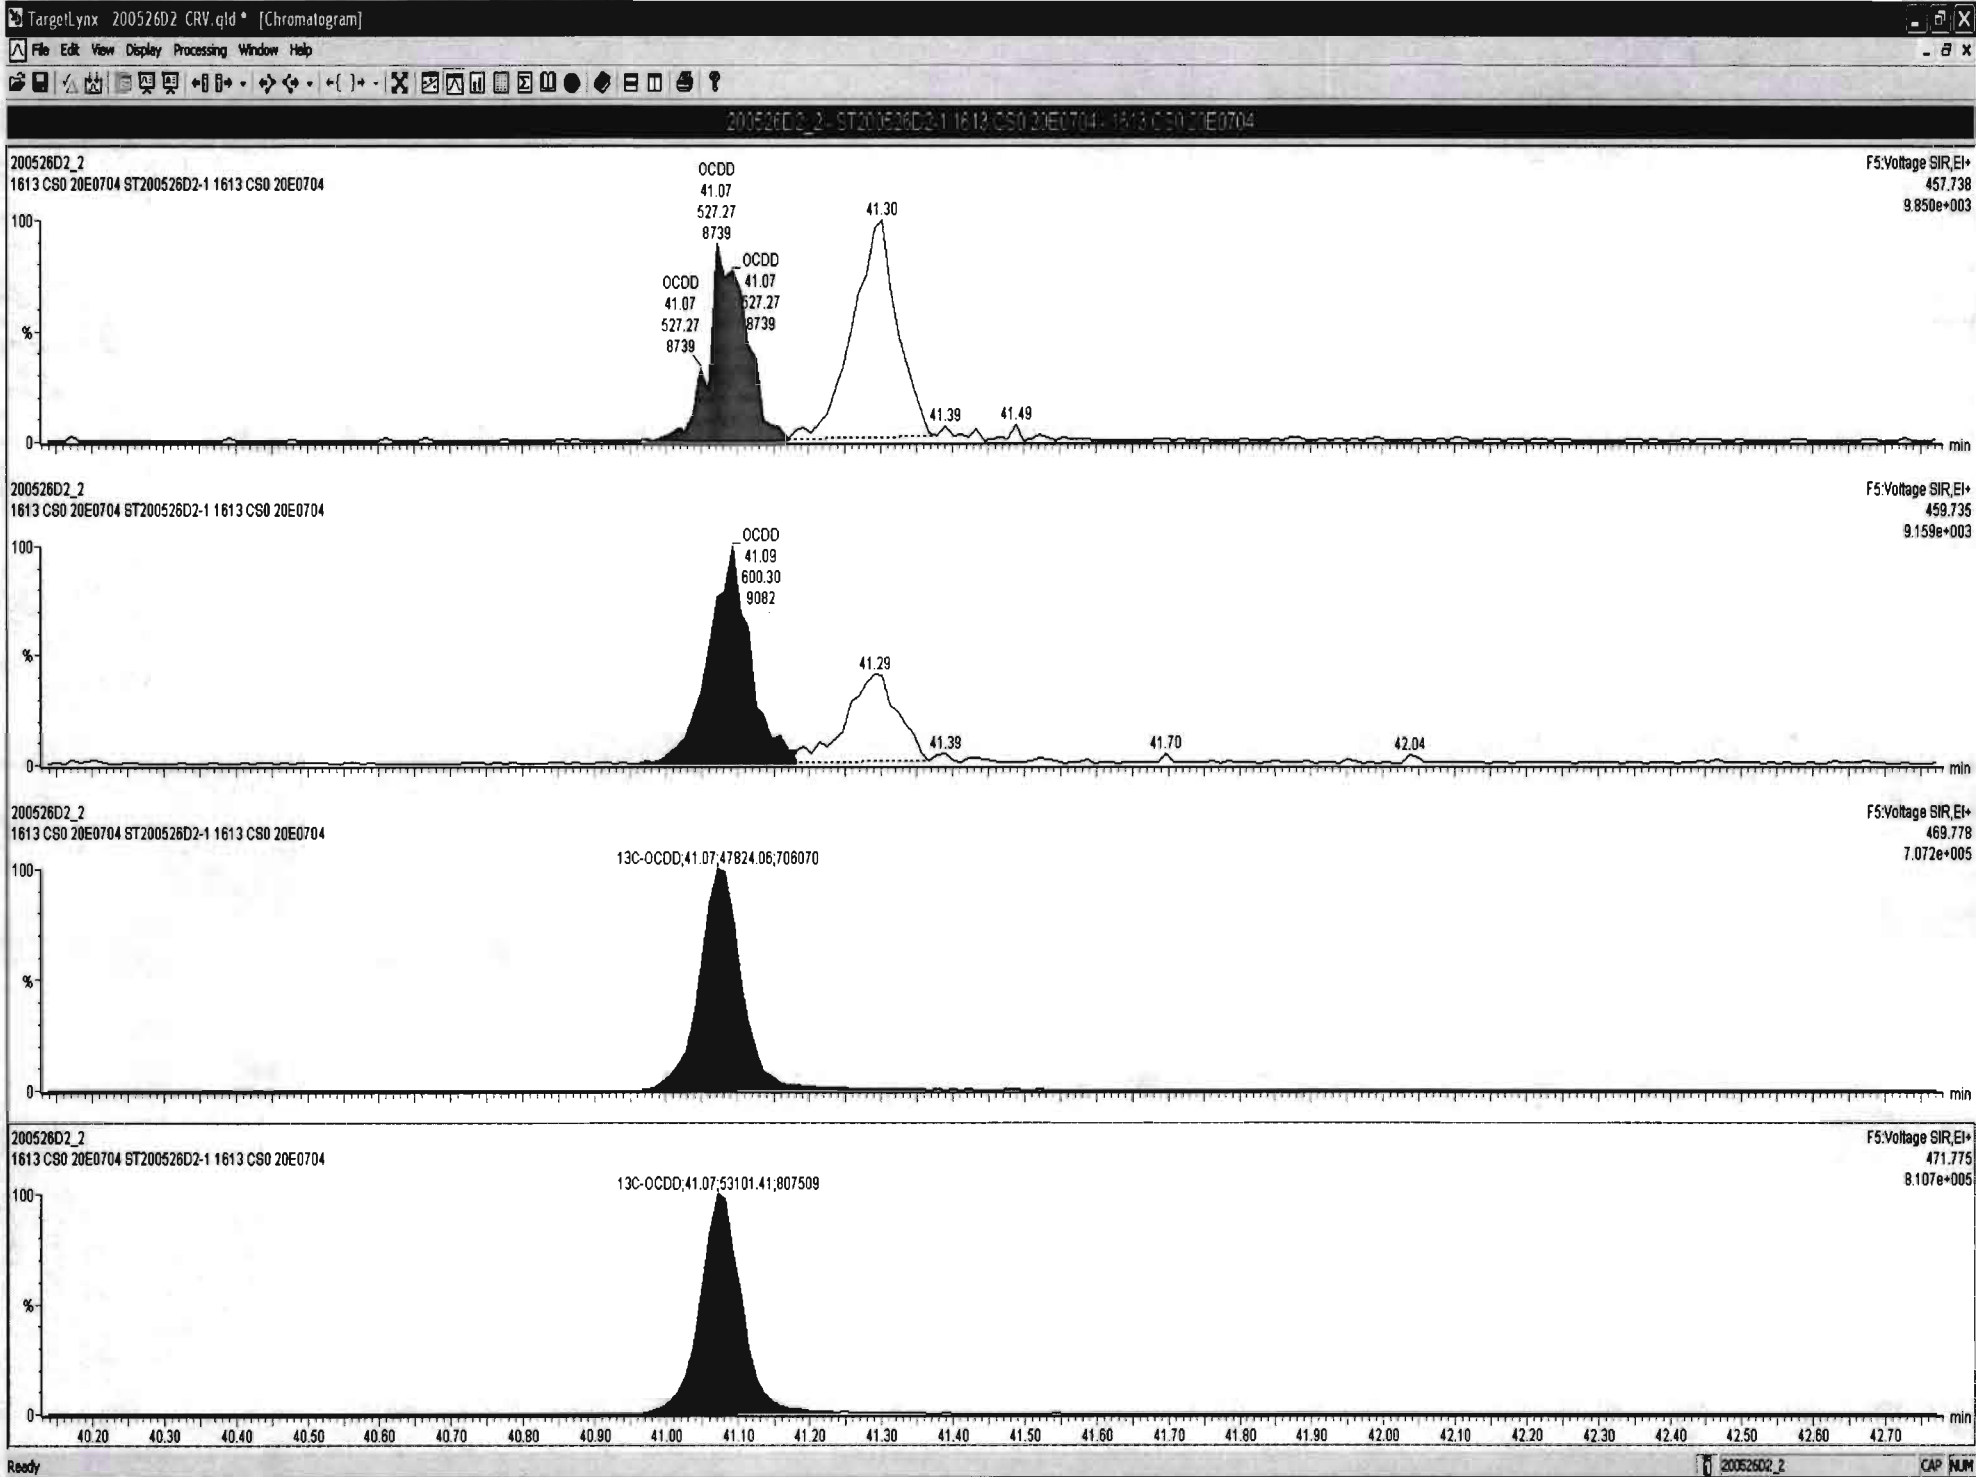 TargetLynx 200526D2 CRV.qld * [Chromatogram]
File Edit View Display Processing Window Help
200526D2_2 - ST200526D2-1 1613 CS0 20E0704 - 1613 CS0 20E0704
200526D2_2
1613 CS0 20E0704 ST200526D2-1 1613 CS0 20E0704
F5:Voltage SIR,EI+
457.738
9.850e+003
OCDD
41.07
527.27
8739
OCDD
41.07
527.27
8739
OCDD
41.07
527.27
8739
41.30
41.39
41.49
100
%
0
min
200526D2_2
1613 CS0 20E0704 ST200526D2-1 1613 CS0 20E0704
F5:Voltage SIR,EI+
459.735
9.159e+003
OCDD
41.09
600.30
9082
41.29
41.39
41.70
42.04
100
%
0
min
200526D2_2
1613 CS0 20E0704 ST200526D2-1 1613 CS0 20E0704
F5:Voltage SIR,EI+
469.778
7.072e+005
13C-OCDD;41.07;47824.06;706070
100
%
0
min
200526D2_2
1613 CS0 20E0704 ST200526D2-1 1613 CS0 20E0704
F5:Voltage SIR,EI+
471.775
8.107e+005
13C-OCDD;41.07;53101.41;807509
100
%
0
min
40.20 40.30 40.40 40.50 40.60 40.70 40.80 40.90 41.00 41.10 41.20 41.30 41.40 41.50 41.60 41.70 41.80 41.90 42.00 42.10 42.20 42.30 42.40 42.50 42.60 42.70
Ready
200526D2_2 CAP NUM